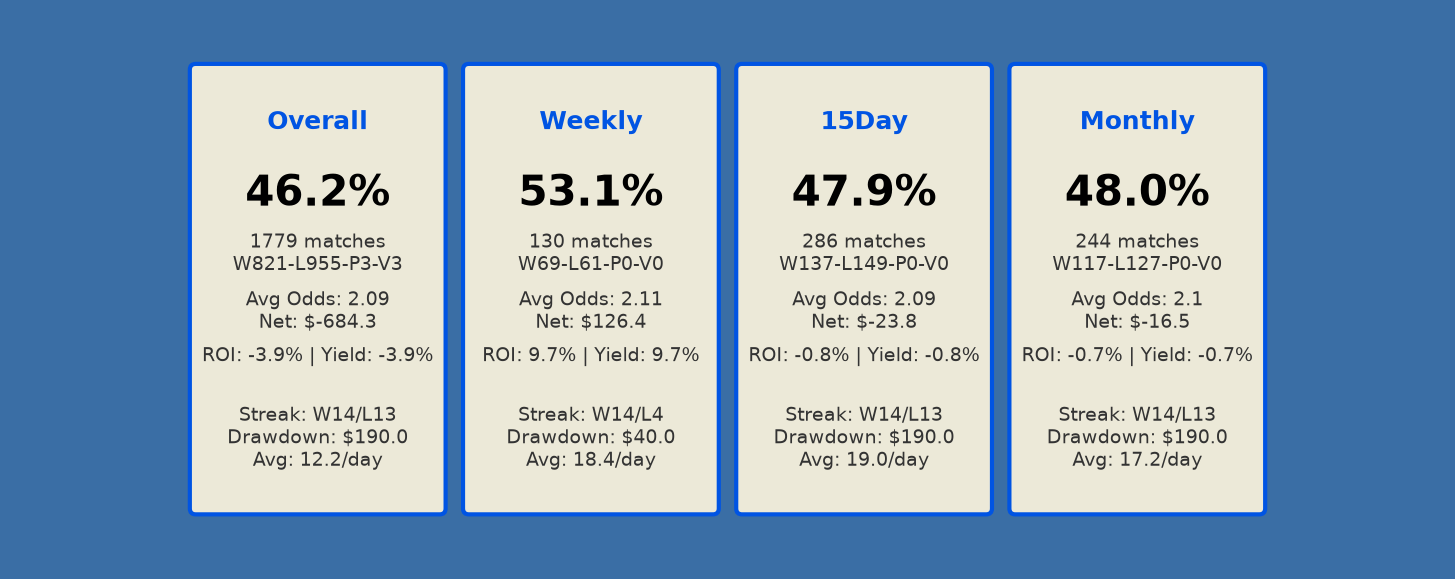 Overall
46.2%
1779 matches
W821-L955-P3-V3
Avg Odds: 2.09
Net: $-684.3
ROI: -3.9% | Yield: -3.9%
Streak: W14/L13
Drawdown: $190.0
Avg: 12.2/day
Weekly
53.1%
130 matches
W69-L61-P0-V0
Avg Odds: 2.11
Net: $126.4
ROI: 9.7% | Yield: 9.7%
Streak: W14/L4
Drawdown: $40.0
Avg: 18.4/day
15Day
47.9%
286 matches
W137-L149-P0-V0
Avg Odds: 2.09
Net: $-23.8
ROI: -0.8% | Yield: -0.8%
Streak: W14/L13
Drawdown: $190.0
Avg: 19.0/day
Monthly
48.0%
244 matches
W117-L127-P0-V0
Avg Odds: 2.1
Net: $-16.5
ROI: -0.7% | Yield: -0.7%
Streak: W14/L13
Drawdown: $190.0
Avg: 17.2/day